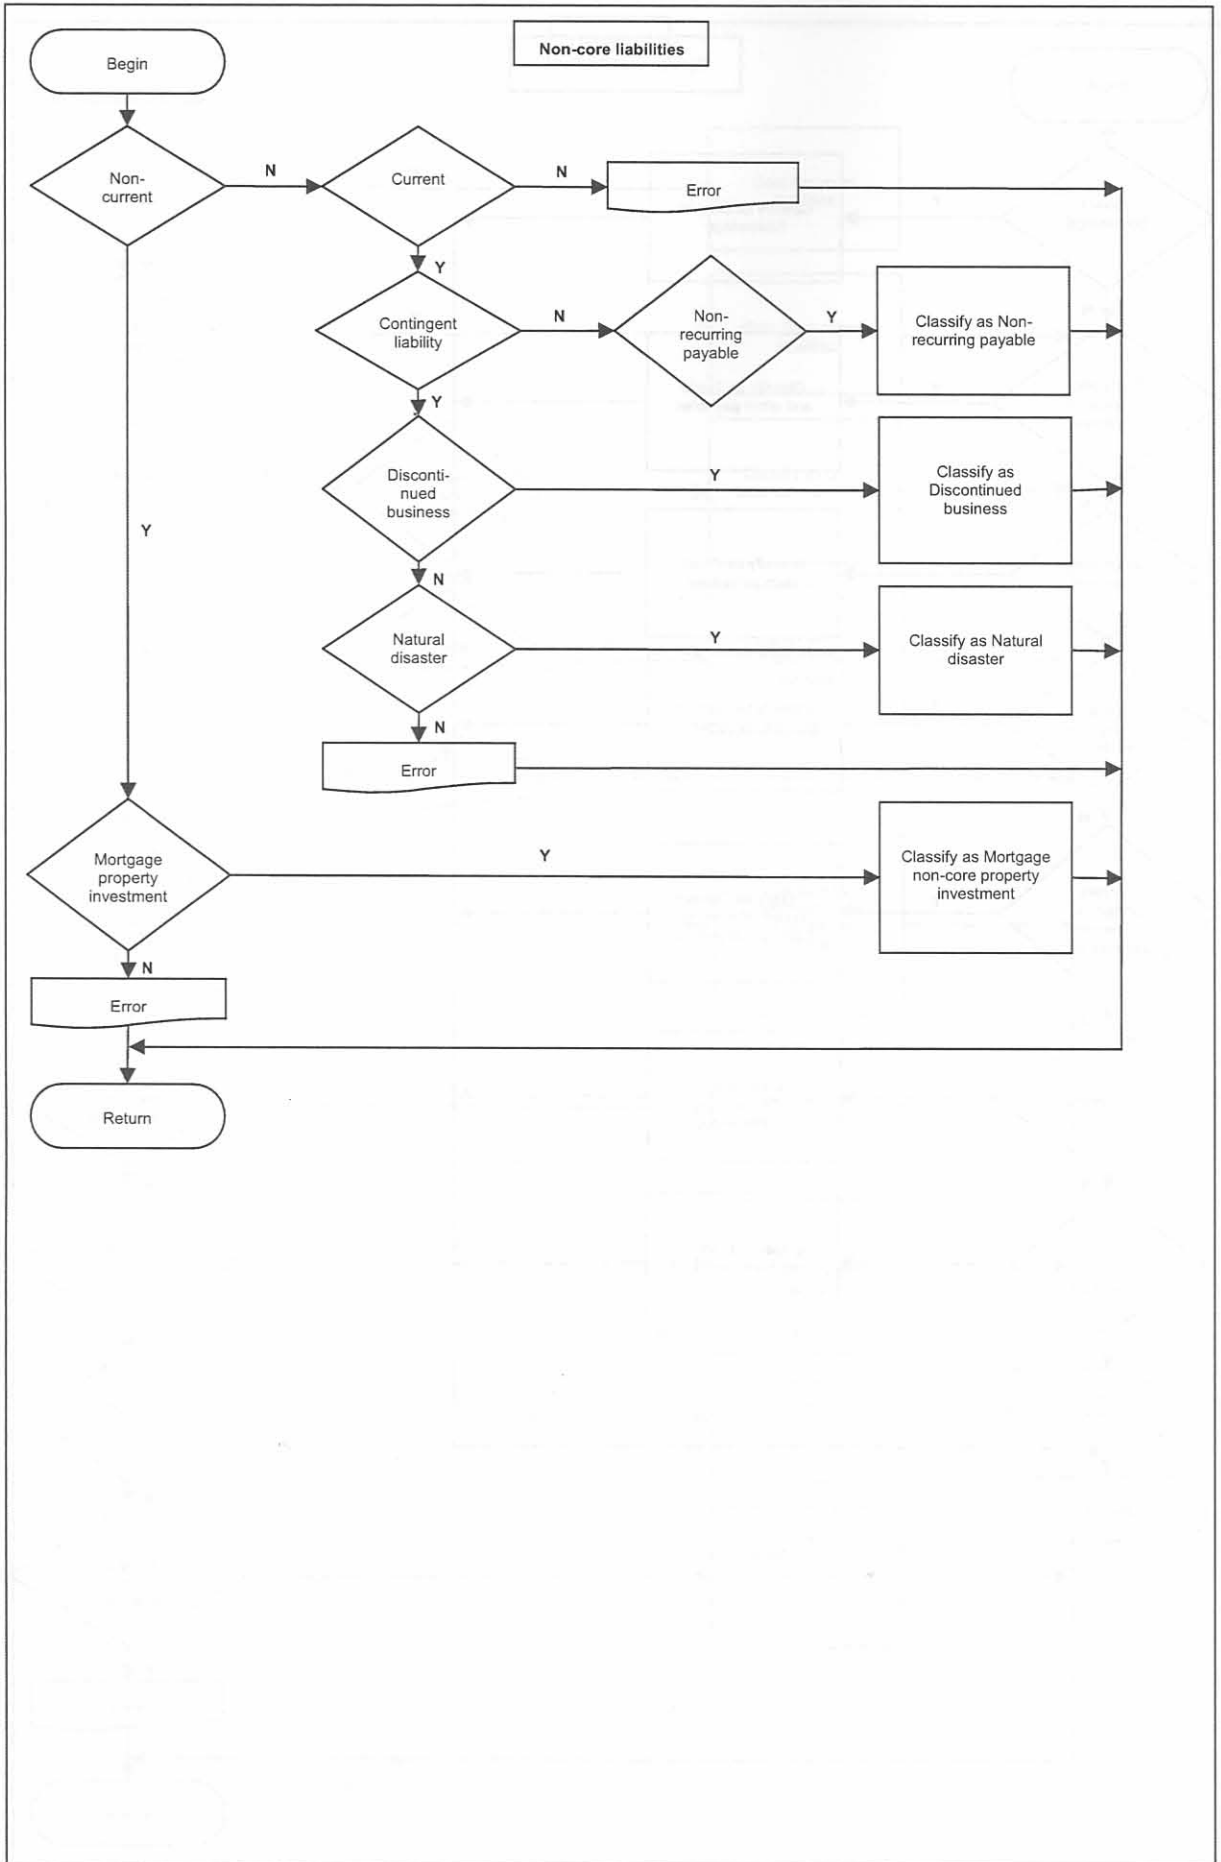 Non-core liabilities
Begin
Non-
current
N
Current
N
Error
Y
Contingent
liability
N
Non-
recurring
payable
Y
Classify as Non-
recurring payable
Y
Disconti-
nued
business
Y
Classify as
Discontinued
business
Y
N
Natural
disaster
Y
Classify as Natural
disaster
N
Error
Mortgage
property
investment
Y
Classify as Mortgage
non-core property
investment
N
Error
Return